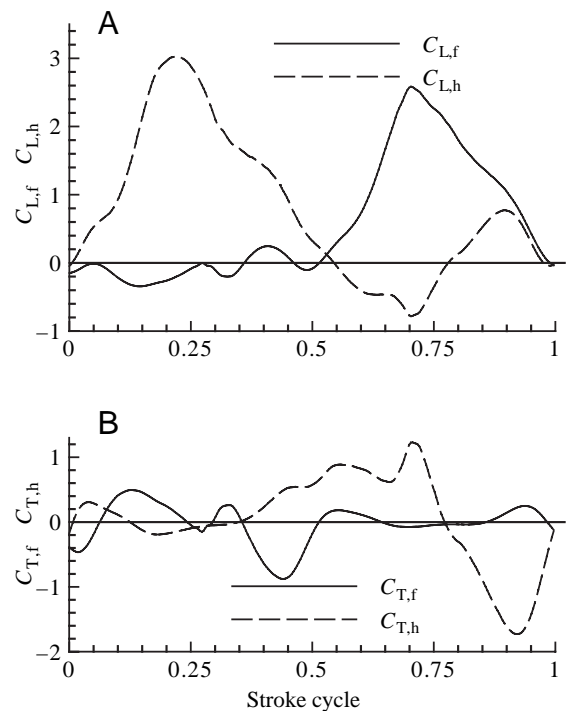 A
C_L,f
C_L,h
C_L,f C_L,h
3
2
1
0
−1
0 0.25 0.5 0.75 1
B
C_T,f C_T,h
1
0
−1
−2
C_T,f
C_T,h
0 0.25 0.5 0.75 1
Stroke cycle